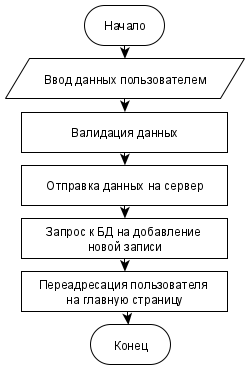 Начало
Ввод данных пользователем
Валидация данных
Отправка данных на сервер
Запрос к БД на добавление
новой записи
Переадресация пользователя
на главную страницу
Конец